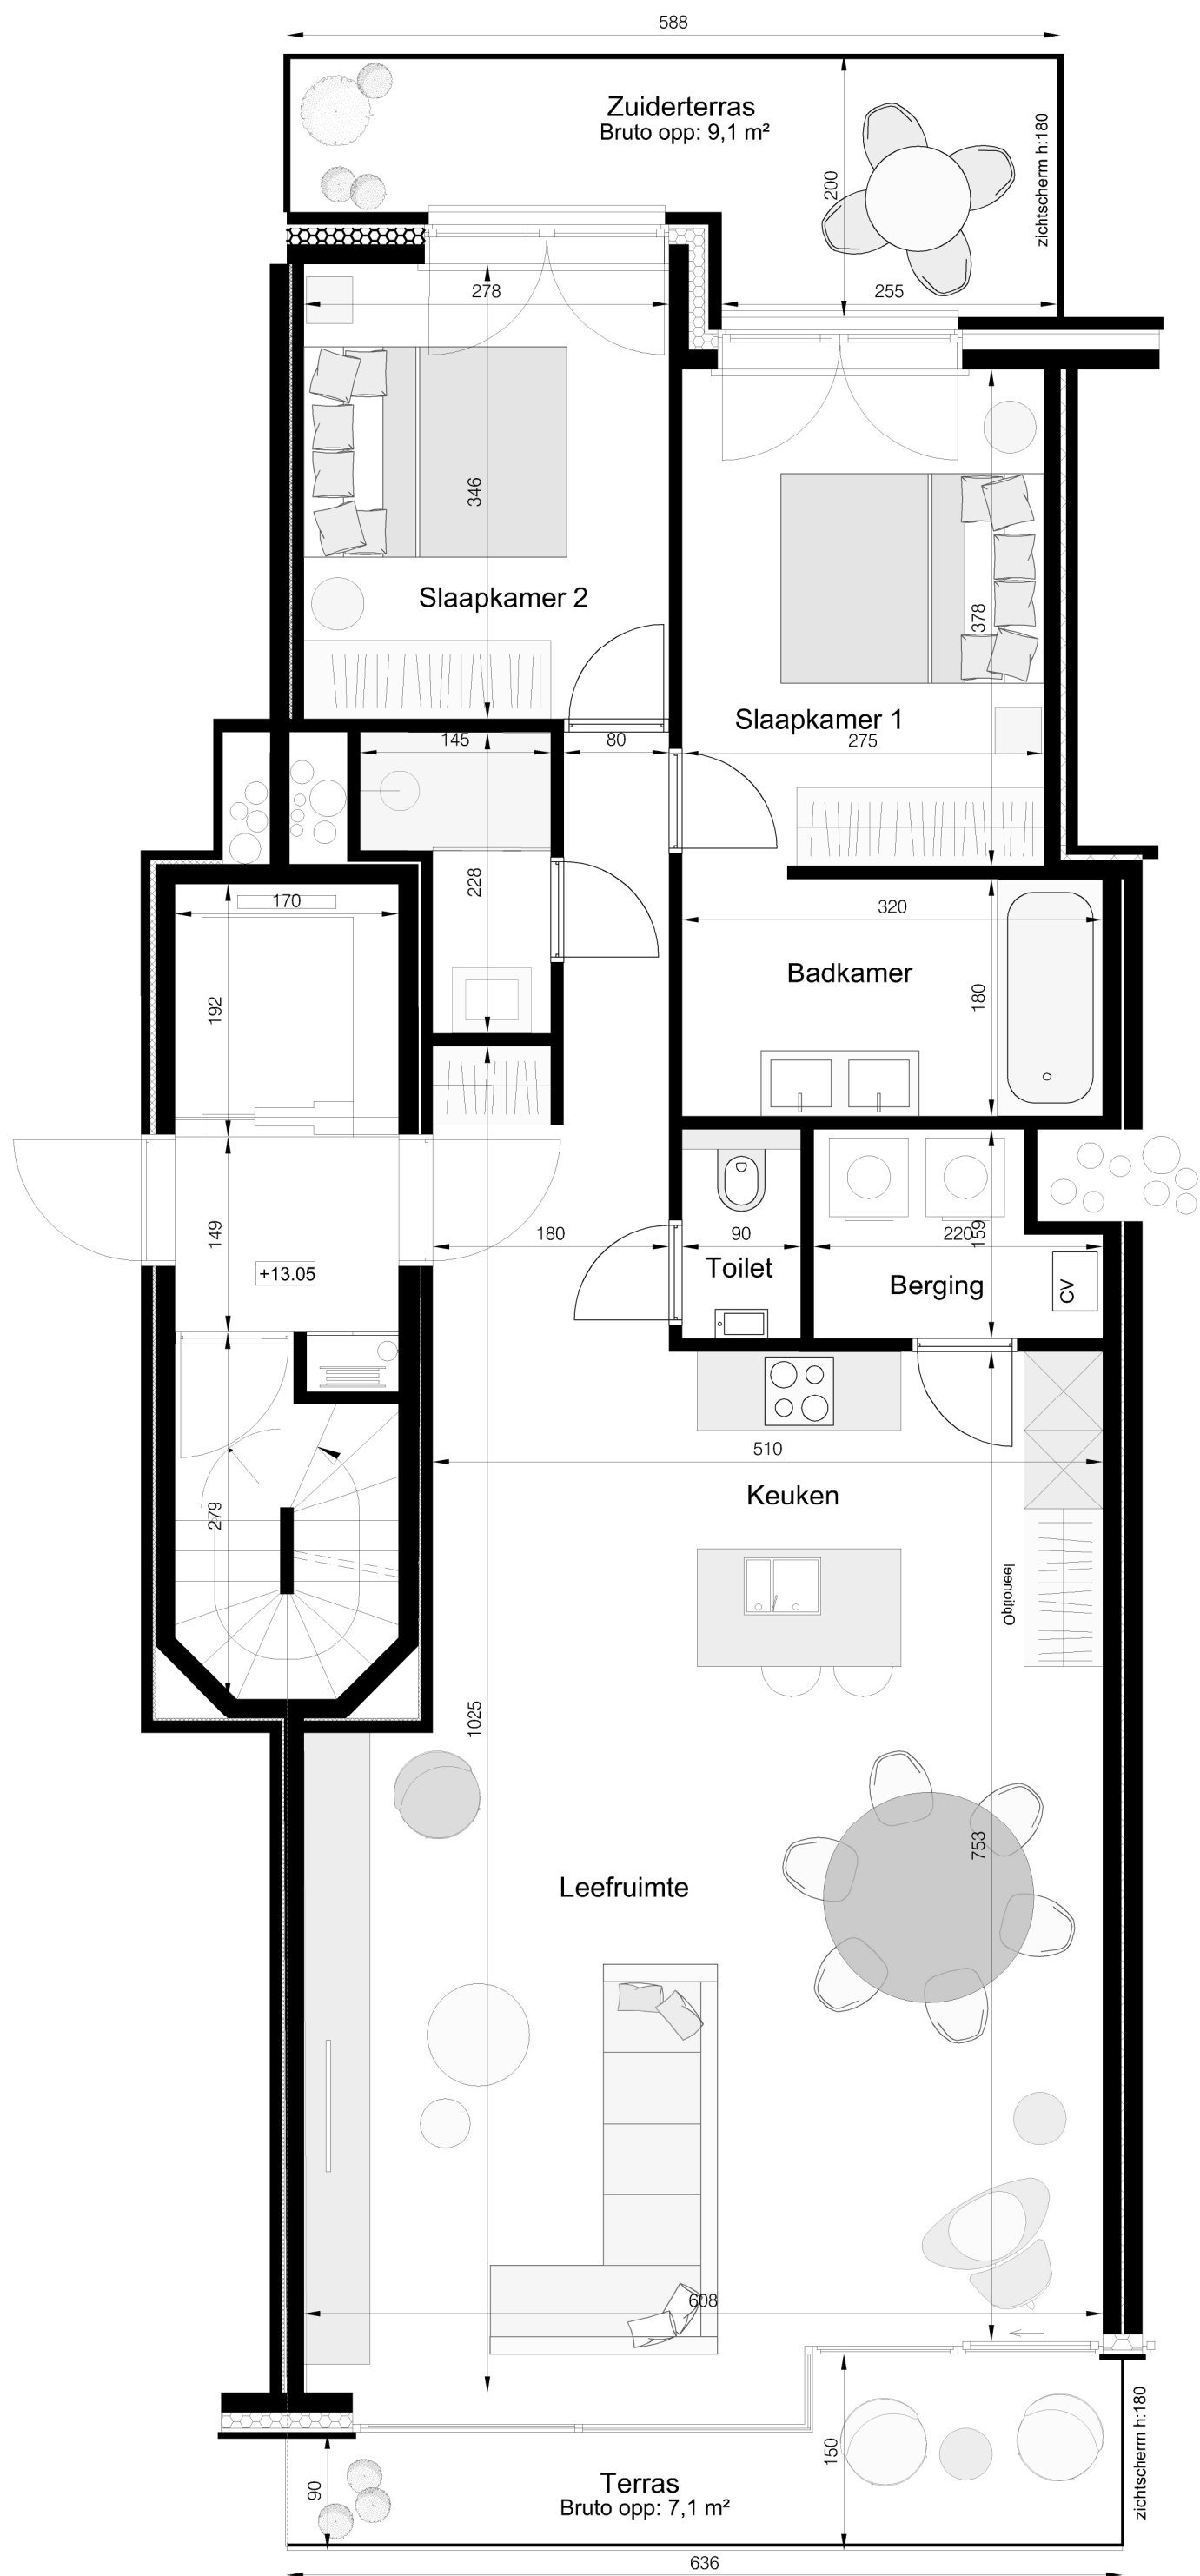 588
Zuiderterras
Bruto opp: 9,1 m²
zichtscherm h:180
200
278
255
346
378
Slaapkamer 2
Slaapkamer 1
145
80
275
228
170
320
192
Badkamer
180
149
180
90
220
159
+13.05
Toilet
Berging
CV
510
Keuken
279
Optioneel
1025
753
Leefruimte
608
150
90
Terras
Bruto opp: 7,1 m²
zichtscherm h:180
636